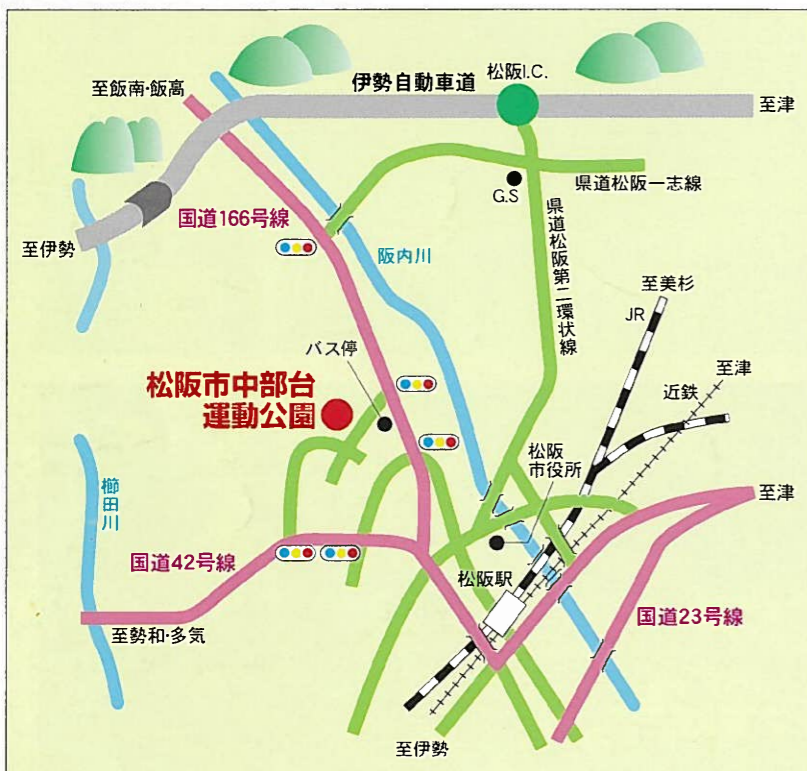 至飯南・飯高
伊勢自動車道
松阪I.C.
至津
県道松阪一志線
G.S
国道166号線
至伊勢
阪内川
県道松阪第二環状線
至美杉
JR
バス停
至津
近鉄
松阪市中部台
運動公園
松阪
市役所
至津
櫛田川
国道42号線
松阪駅
国道23号線
至勢和・多気
至伊勢